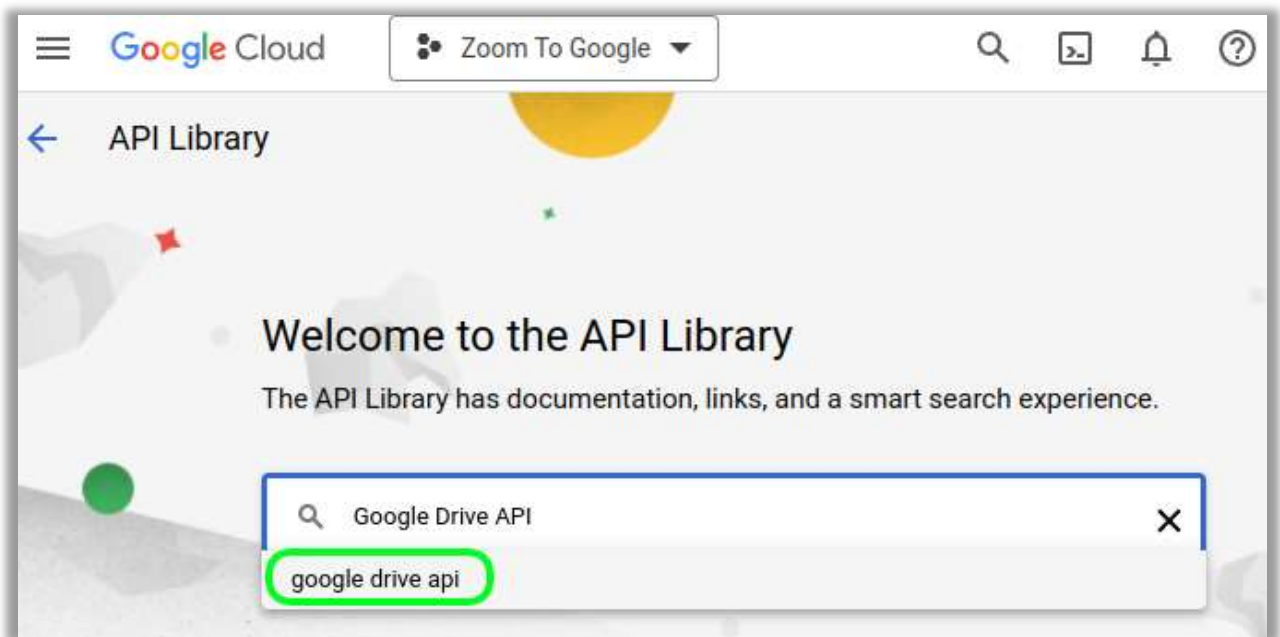 Google Cloud Zoom To Google
API Library
Welcome to the API Library
The API Library has documentation, links, and a smart search experience.
Google Drive API
google drive api